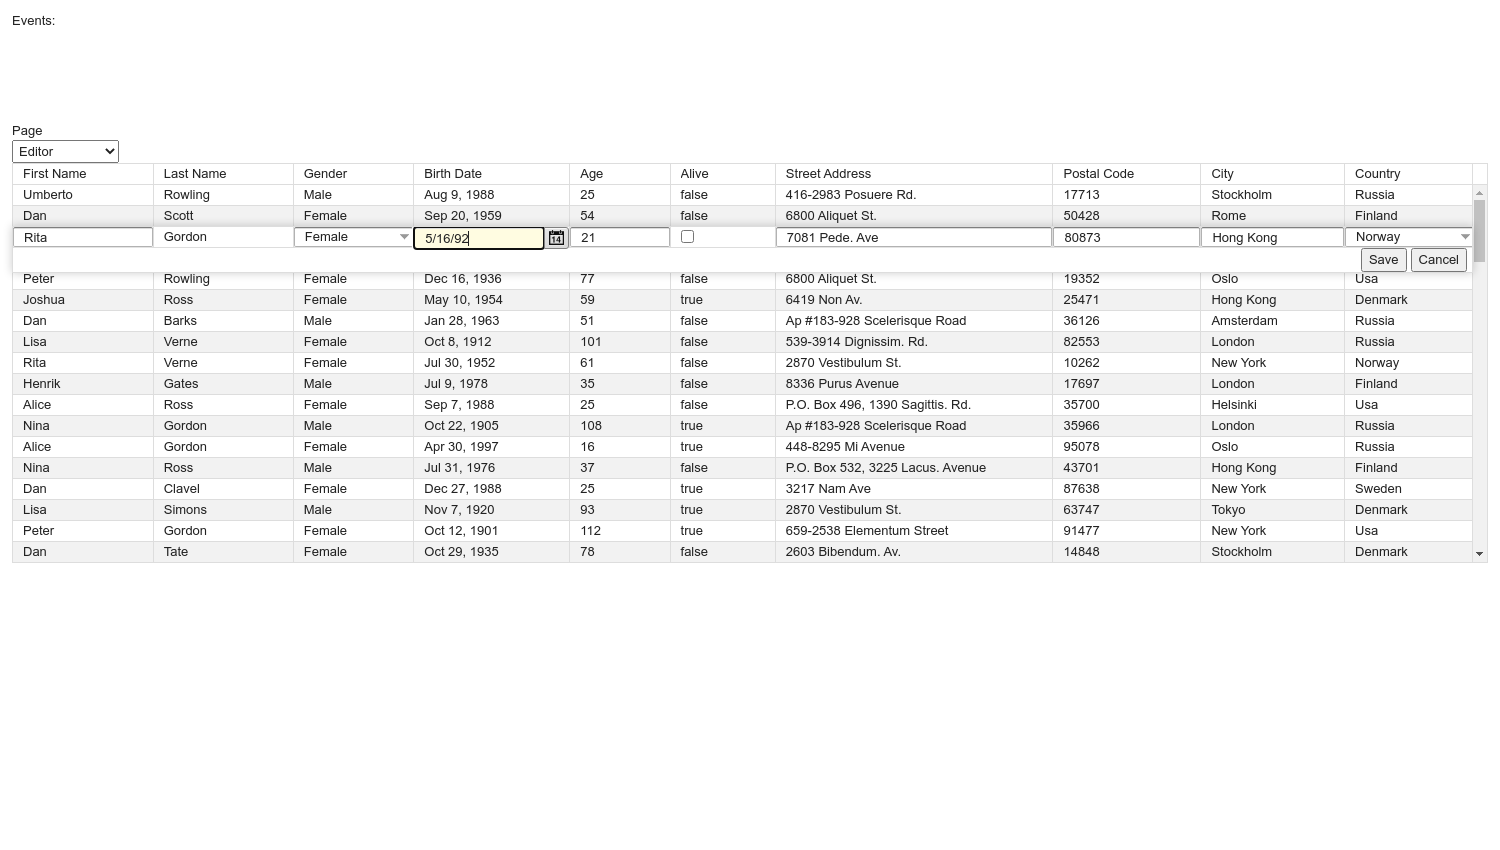 Events:
Page
Editor
First Name Last Name Gender Birth Date Age Alive Street Address Postal Code City Country
Umberto Rowling Male Aug 9, 1988 25 false 416-2983 Posuere Rd. 17713 Stockholm Russia
Dan Scott Female Sep 20, 1959 54 false 6800 Aliquet St. 50428 Rome Finland
Rita Gordon Female 5/16/92 14 21 7081 Pede. Ave 80873 Hong Kong Norway
Save Cancel
Peter Rowling Female Dec 16, 1936 77 false 6800 Aliquet St. 19352 Oslo Usa
Joshua Ross Female May 10, 1954 59 true 6419 Non Av. 25471 Hong Kong Denmark
Dan Barks Male Jan 28, 1963 51 false Ap #183-928 Scelerisque Road 36126 Amsterdam Russia
Lisa Verne Female Oct 8, 1912 101 false 539-3914 Dignissim. Rd. 82553 London Russia
Rita Verne Female Jul 30, 1952 61 false 2870 Vestibulum St. 10262 New York Norway
Henrik Gates Male Jul 9, 1978 35 false 8336 Purus Avenue 17697 London Finland
Alice Ross Female Sep 7, 1988 25 false P.O. Box 496, 1390 Sagittis. Rd. 35700 Helsinki Usa
Nina Gordon Male Oct 22, 1905 108 true Ap #183-928 Scelerisque Road 35966 London Russia
Alice Gordon Female Apr 30, 1997 16 true 448-8295 Mi Avenue 95078 Oslo Russia
Nina Ross Male Jul 31, 1976 37 false P.O. Box 532, 3225 Lacus. Avenue 43701 Hong Kong Finland
Dan Clavel Female Dec 27, 1988 25 true 3217 Nam Ave 87638 New York Sweden
Lisa Simons Male Nov 7, 1920 93 true 2870 Vestibulum St. 63747 Tokyo Denmark
Peter Gordon Female Oct 12, 1901 112 true 659-2538 Elementum Street 91477 New York Usa
Dan Tate Female Oct 29, 1935 78 false 2603 Bibendum. Av. 14848 Stockholm Denmark